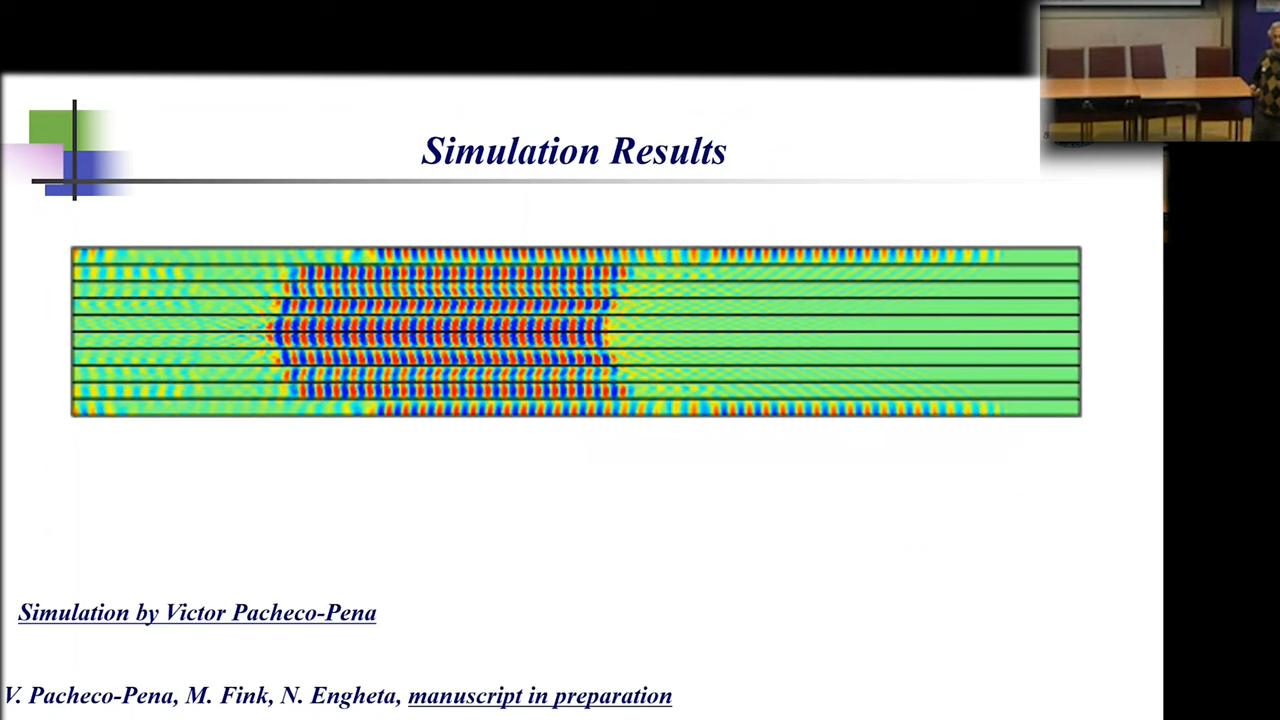 Simulation Results
Simulation by Victor Pacheco-Pena
V. Pacheco-Pena, M. Fink, N. Engheta, manuscript in preparation